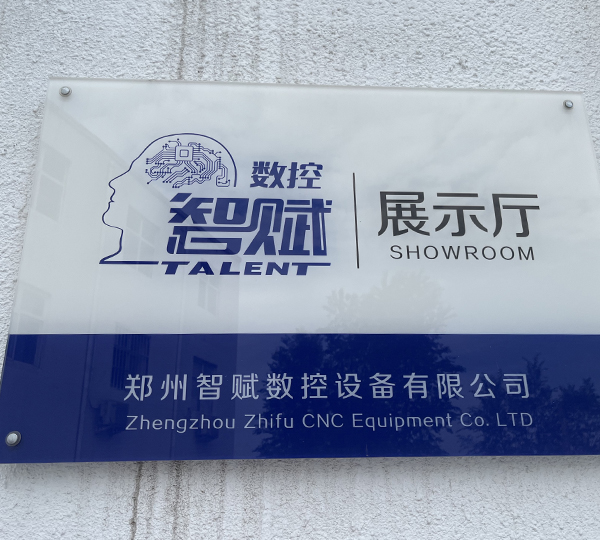 数控
智赋
TALENT
展示厅
SHOWROOM
郑州智赋数控设备有限公司
Zhengzhou Zhifu CNC Equipment Co. LTD